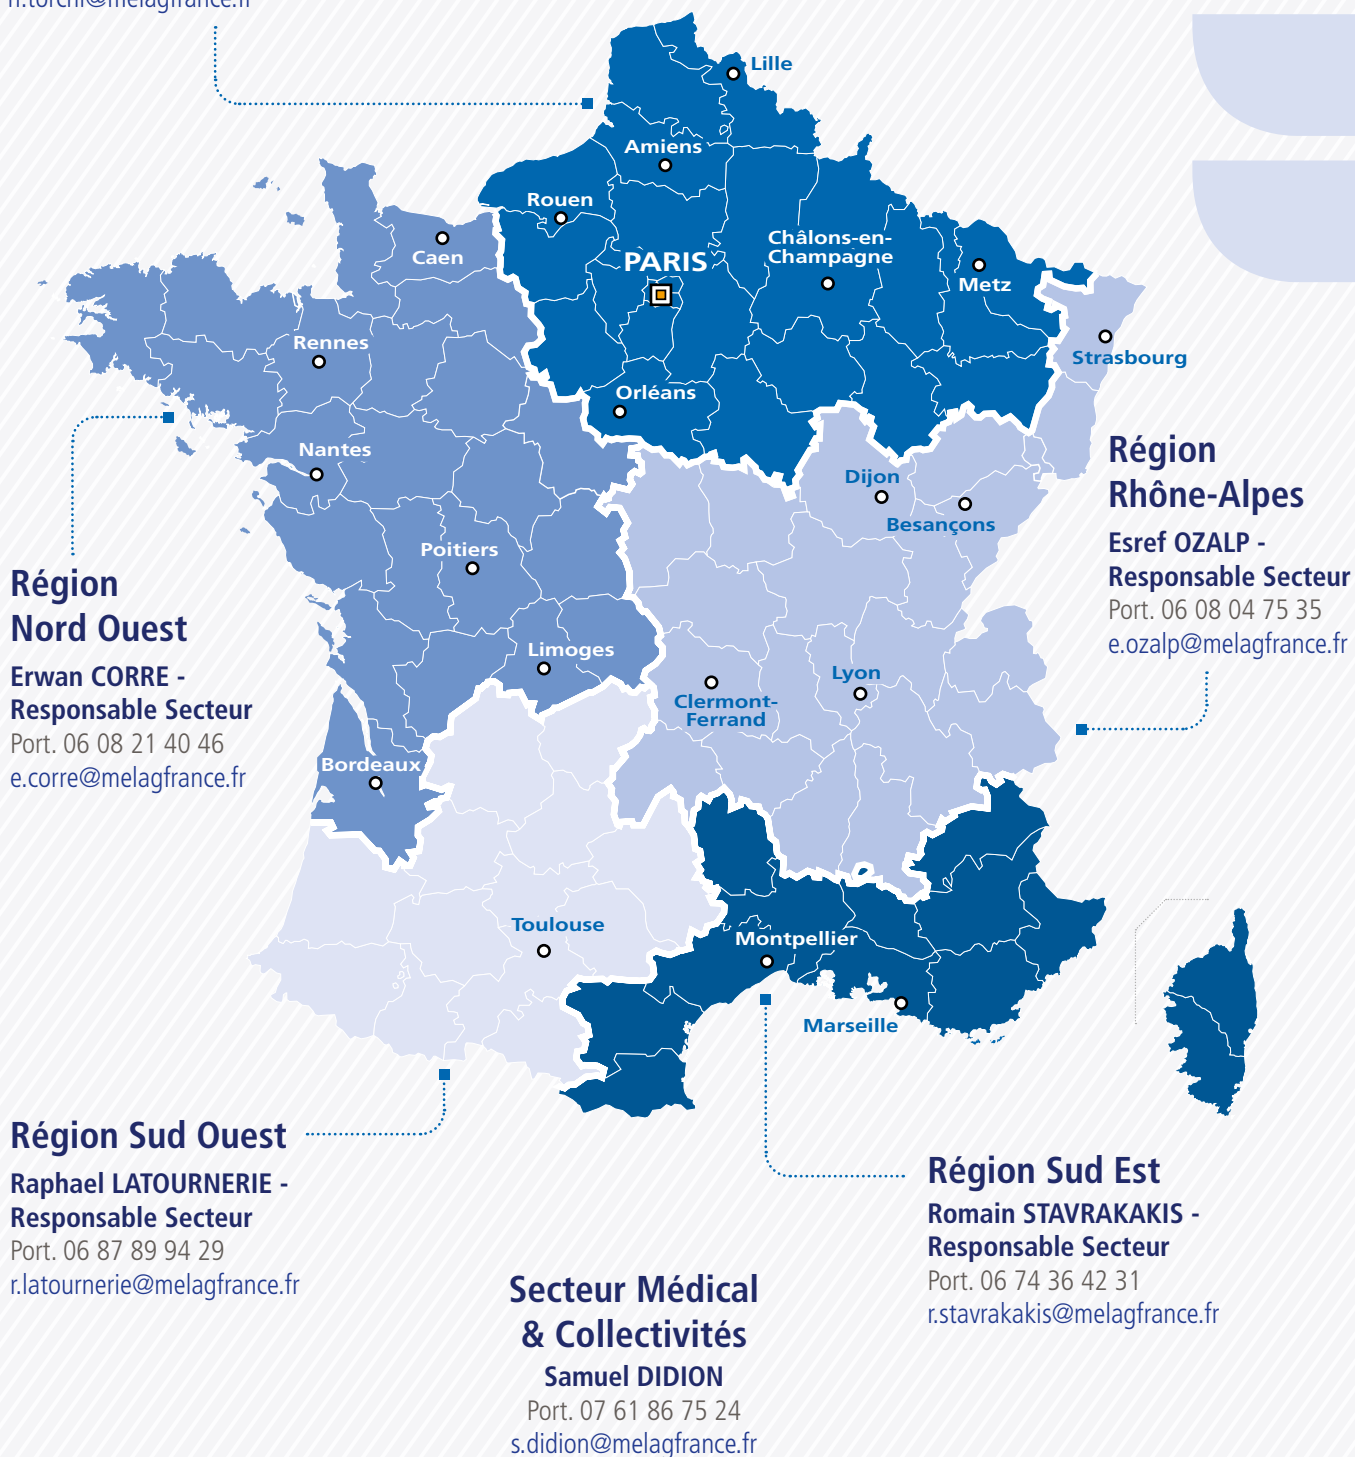 Lille
Amiens
Rouen
Châlons-en-
Champagne
PARIS
Caen
Metz
Rennes
Strasbourg
Orléans
Nantes
Dijon
Besançons
Poitiers
Limoges
Lyon
Clermont-
Ferrand
Bordeaux
Toulouse
Montpellier
Marseille
Région
Rhône-Alpes
Esref OZALP -
Responsable Secteur
Port. 06 08 04 75 35
e.ozalp@melagfrance.fr
Région
Nord Ouest
Erwan CORRE -
Responsable Secteur
Port. 06 08 21 40 46
e.corre@melagfrance.fr
Région Sud Ouest
Raphael LATOURNERIE -
Responsable Secteur
Port. 06 87 89 94 29
r.latournerie@melagfrance.fr
Région Sud Est
Romain STAVRAKAKIS -
Responsable Secteur
Port. 06 74 36 42 31
r.stavrakakis@melagfrance.fr
Secteur Médical
& Collectivités
Samuel DIDION
Port. 07 61 86 75 24
s.didion@melagfrance.fr